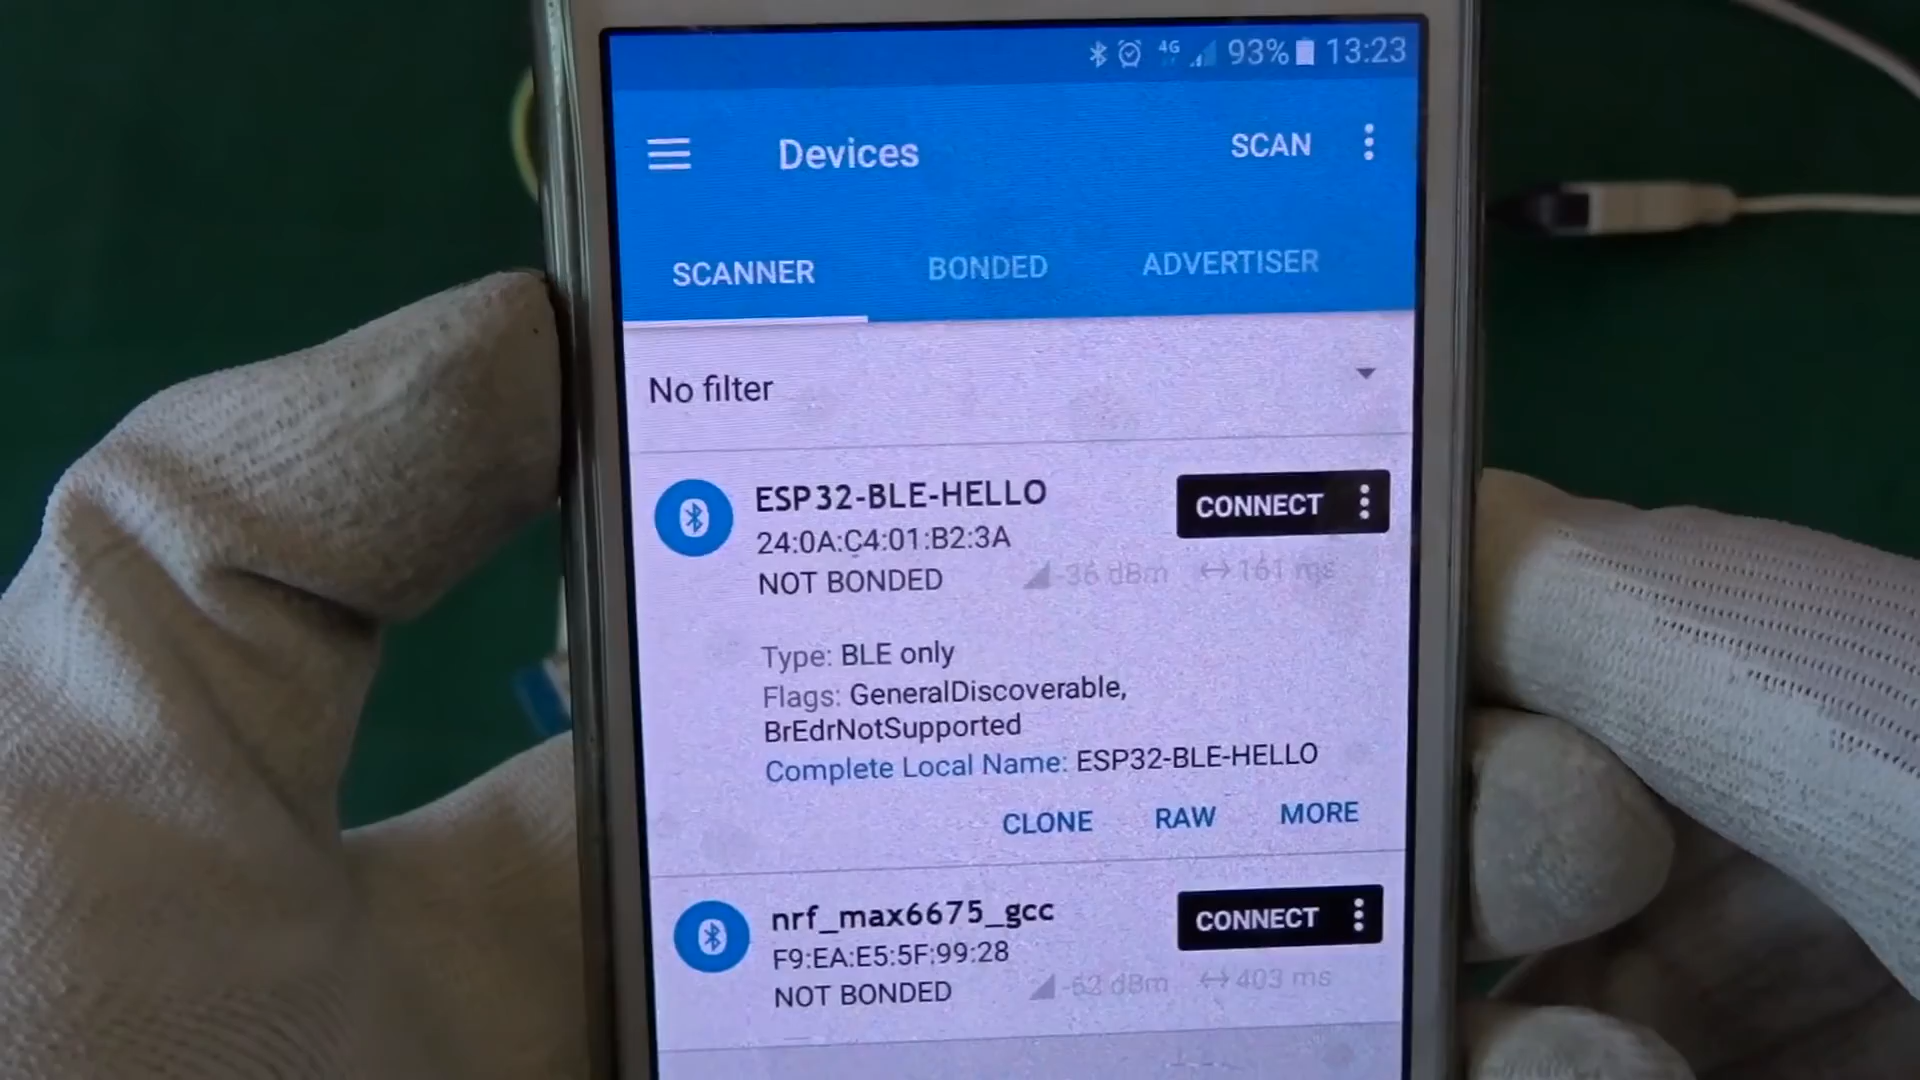 4G 93% 13:23
Devices SCAN
SCANNER BONDED ADVERTISER
No filter
ESP32-BLE-HELLO CONNECT
24:0A:C4:01:B2:3A
NOT BONDED -36 dBm 161 ms
Type: BLE only
Flags: GeneralDiscoverable,
BrEdrNotSupported
Complete Local Name: ESP32-BLE-HELLO
CLONE RAW MORE
nrf_max6675_gcc CONNECT
F9:EA:E5:5F:99:28
NOT BONDED -62 dBm 403 ms